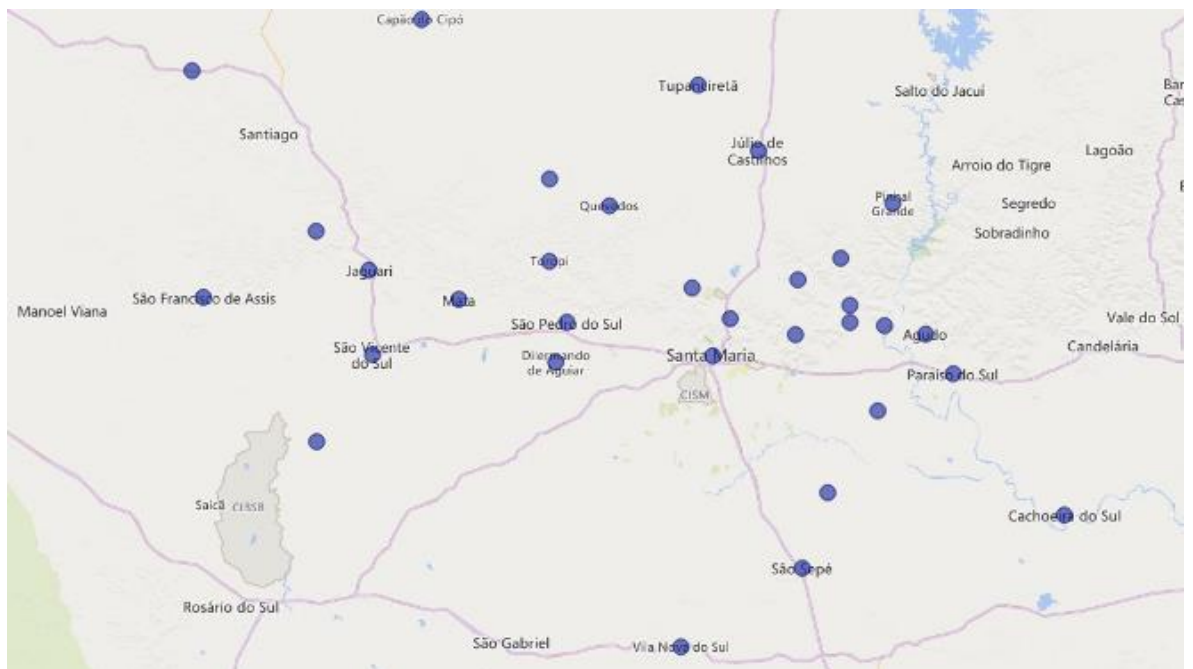 Capão do Cipó
Tupanciretã
Salto do Jacuí
Bar
Cas
Santiago
Júlio de
Castilhos
Lagoão
Arroio do Tigre
Pinhal
Grande
Segredo
Quevedos
Sobradinho
Toropi
Jaguari
São Francisco de Assis
Mata
Manoel Viana
São Pedro do Sul
Vale do Sol
Agudo
Candelária
São Vicente
do Sul
Dilermando
de Aguiar
Santa Maria
Paraíso do Sul
CISM
Saicã
CISSB
Cachoeira do Sul
São Sepé
Rosário do Sul
São Gabriel
Vila Nova do Sul